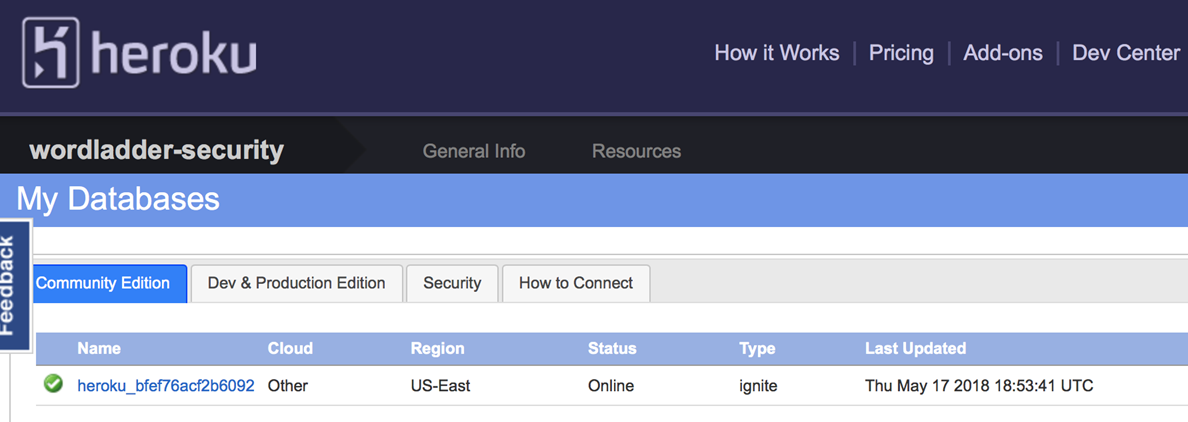 heroku
How it Works Pricing Add-ons Dev Center
wordladder-security General Info Resources
My Databases
Feedback
Community Edition Dev & Production Edition Security How to Connect
Name Cloud Region Status Type Last Updated
heroku_bfef76acf2b6092 Other US-East Online ignite Thu May 17 2018 18:53:41 UTC